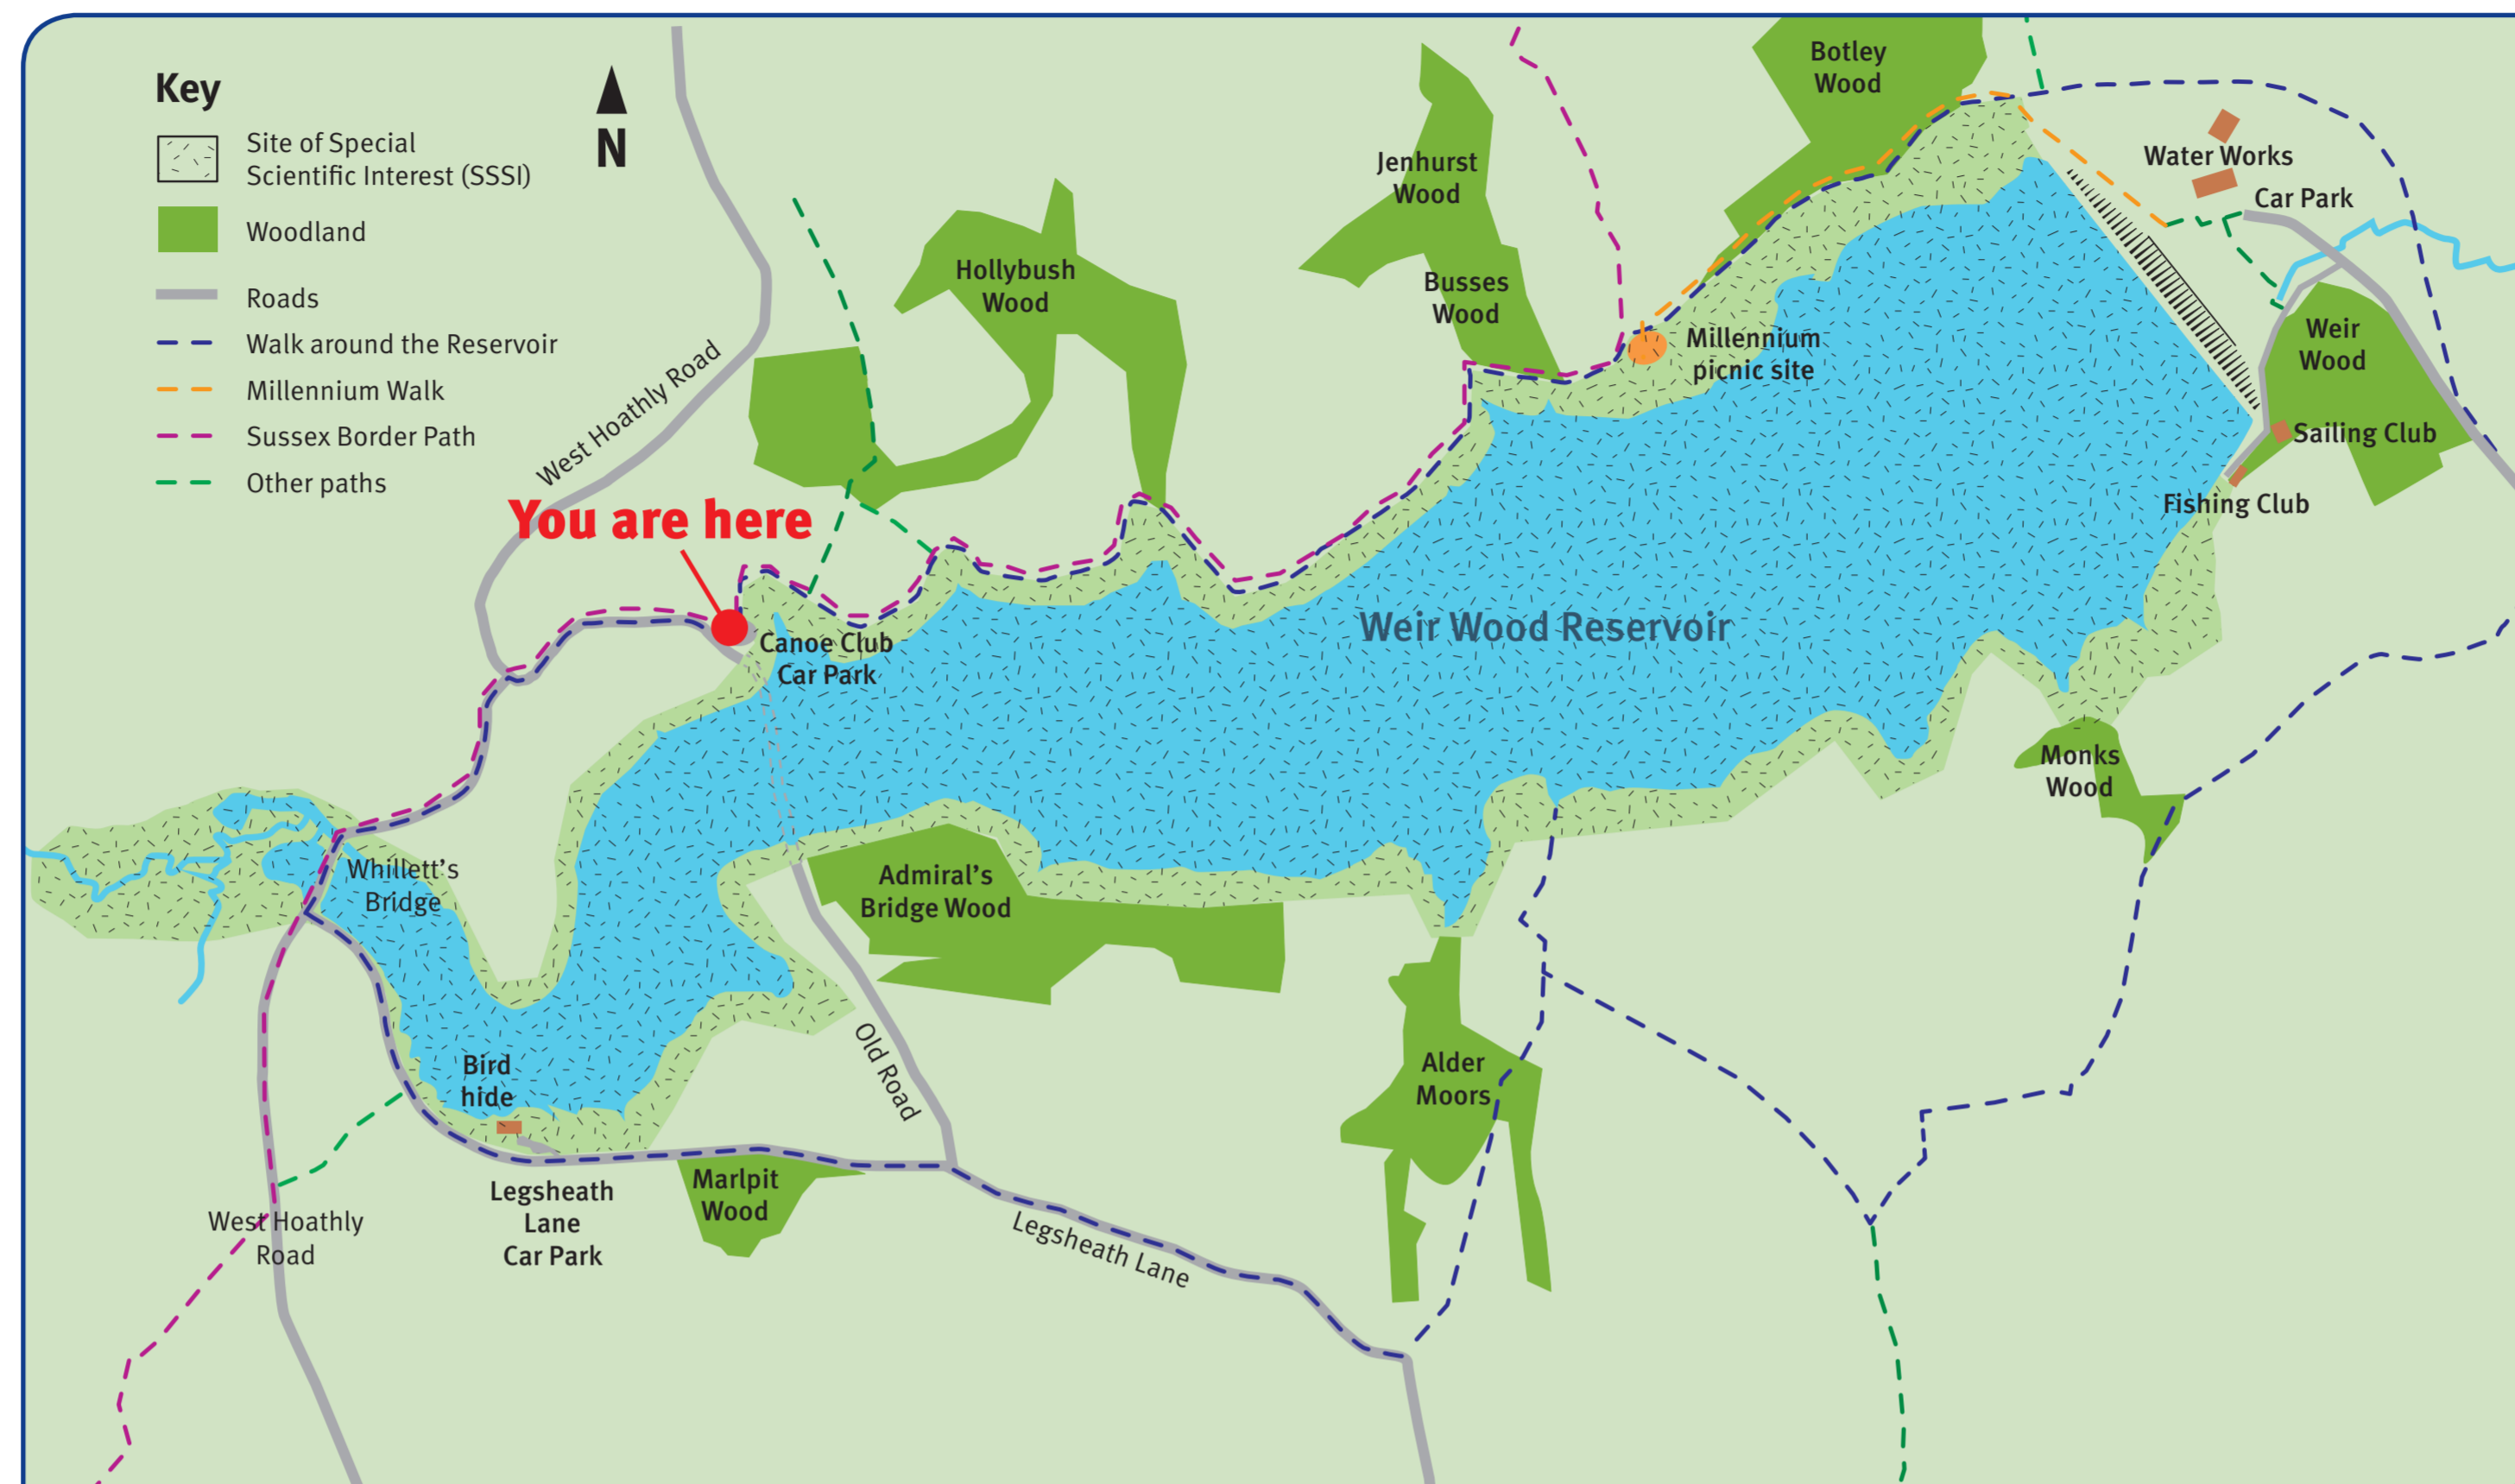 Key
Site of Special
Scientific Interest (SSSI)
Woodland
Roads
Walk around the Reservoir
Millennium Walk
Sussex Border Path
Other paths
N
West Hoathly Road
You are here
Hollybush
Wood
Jenhurst
Wood
Busses
Wood
Botley
Wood
Millennium
picnic site
Water Works
Car Park
Weir
Wood
Sailing Club
Fishing Club
Canoe Club
Car Park
Weir Wood Reservoir
Monks
Wood
Whillett's
Bridge
Admiral's
Bridge Wood
Old Road
Bird
hide
Alder
Moors
Legsheath
Lane
Car Park
Marlpit
Wood
West Hoathly
Road
Legsheath Lane